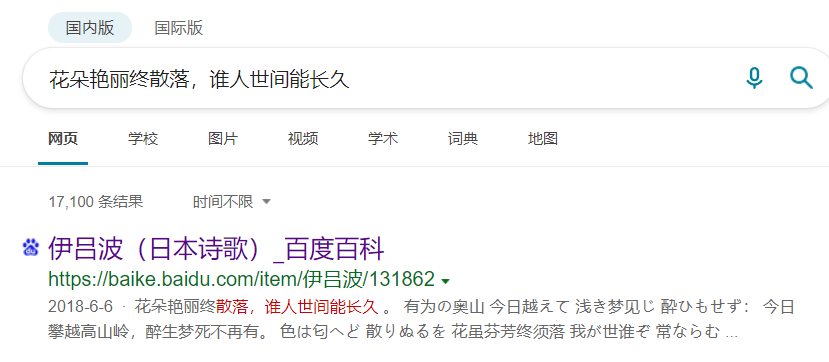 国内版 国际版
花朵艳丽终散落，谁人世间能长久
网页 学校 图片 视频 学术 词典 地图
17,100 条结果 时间不限
伊吕波（日本诗歌）_百度百科
https://baike.baidu.com/item/伊吕波/131862
2018-6-6 · 花朵艳丽终散落，谁人世间能长久 。 有为の奥山 今日越えて 浅き梦见じ 酔ひもせず： 今日
攀越高山岭，醉生梦死不再有。 色は匂へど 散りぬるを 花虽芬芳终须落 我が世谁ぞ 常ならむ ...